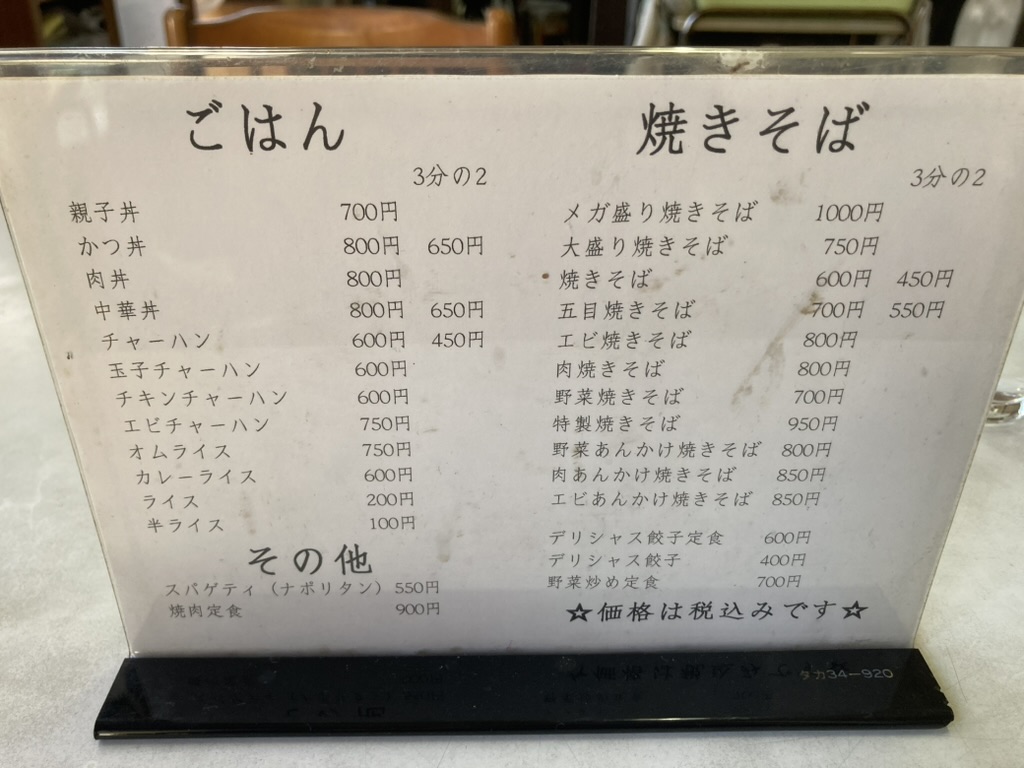 ごはん
3分の2
親子丼 700円
かつ丼 800円 650円
肉丼 800円
中華丼 800円 650円
チャーハン 600円 450円
玉子チャーハン 600円
チキンチャーハン 600円
エビチャーハン 750円
オムライス 750円
カレーライス 600円
ライス 200円
半ライス 100円
その他
スパゲティ（ナポリタン） 550円
焼肉定食 900円
焼きそば
3分の2
メガ盛り焼きそば 1000円
大盛り焼きそば 750円
焼きそば 600円 450円
五目焼きそば 700円 550円
エビ焼きそば 800円
肉焼きそば 800円
野菜焼きそば 700円
特製焼きそば 950円
野菜あんかけ焼きそば 800円
肉あんかけ焼きそば 850円
エビあんかけ焼きそば 850円
デリシャス餃子定食 600円
デリシャス餃子 400円
野菜炒め定食 700円
☆価格は税込みです☆
タカ34-920